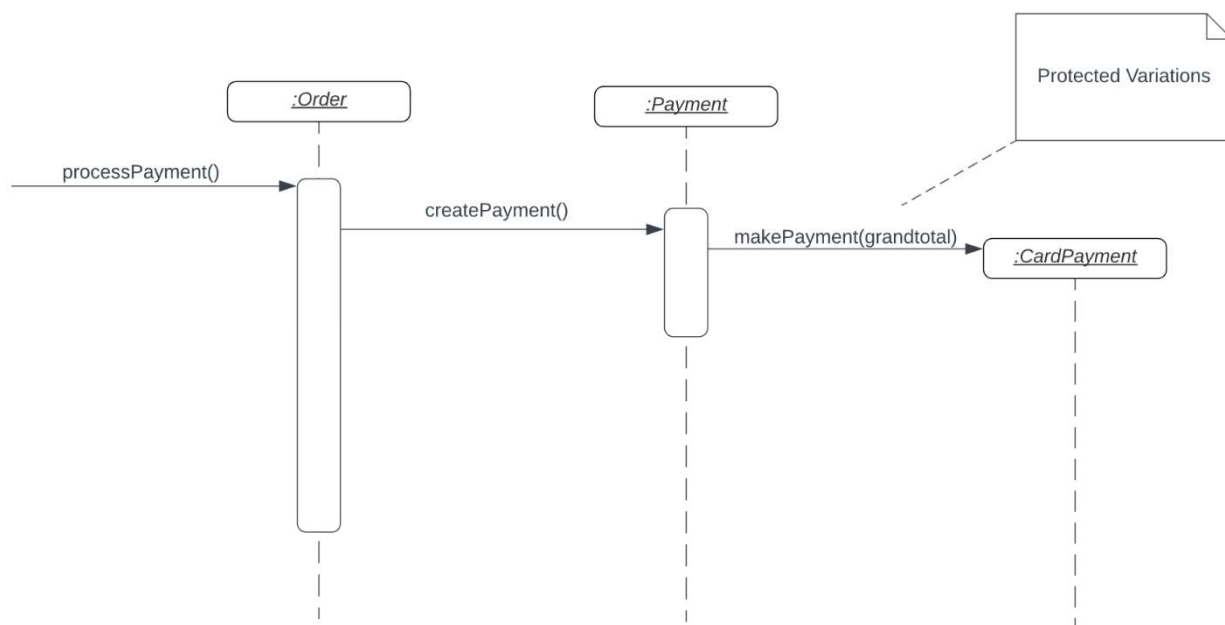 Protected Variations
:Order
:Payment
processPayment()
createPayment()
makePayment(grandtotal)
:CardPayment